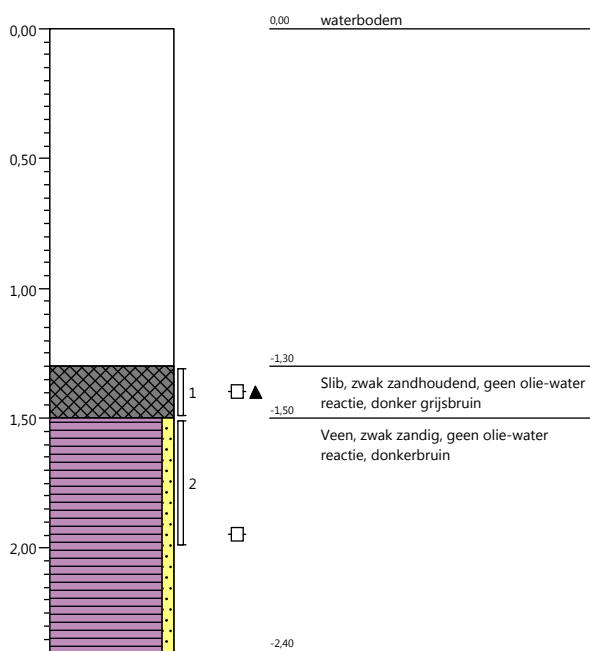 0,00
0,50
1,00
1,50
2,00
1
2
0,00 waterbodem
-1,30
Slib, zwak zandhoudend, geen olie-water
reactie, donker grijsbruin
-1,50
Veen, zwak zandig, geen olie-water
reactie, donkerbruin
-2,40